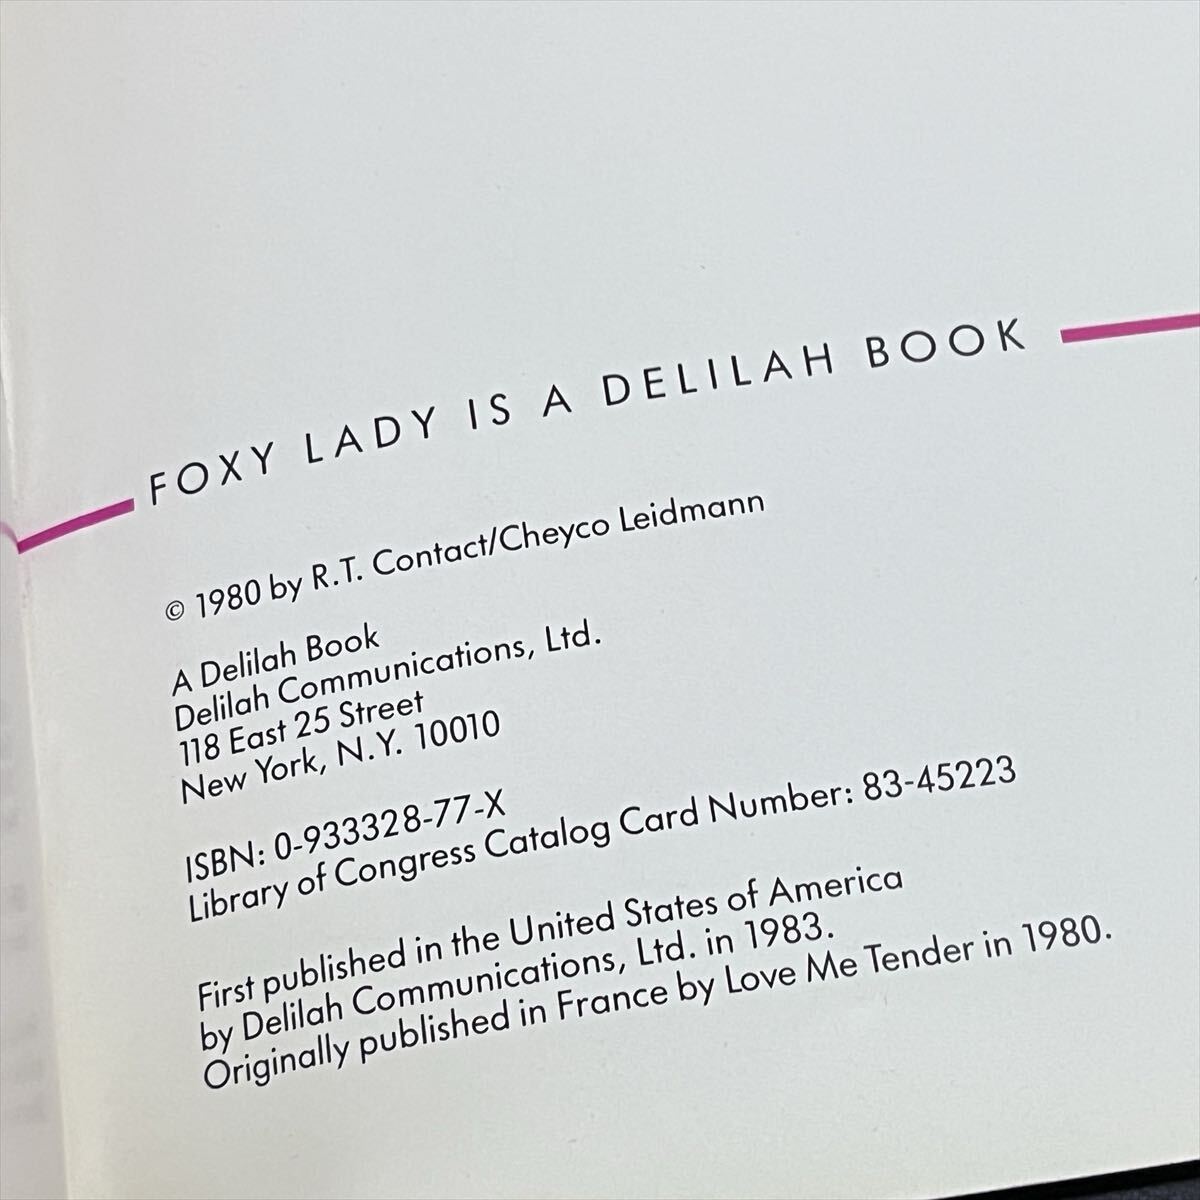 FOXY LADY IS A DELILAH BOOK
© 1980 by R.T. Contact/Cheyco Leidmann
A Delilah Book
Delilah Communications, Ltd.
118 East 25 Street
New York, N.Y. 10010
ISBN: 0-933328-77-X
Library of Congress Catalog Card Number: 83-45223
First published in the United States of America
by Delilah Communications, Ltd. in 1983.
Originally published in France by Love Me Tender in 1980.